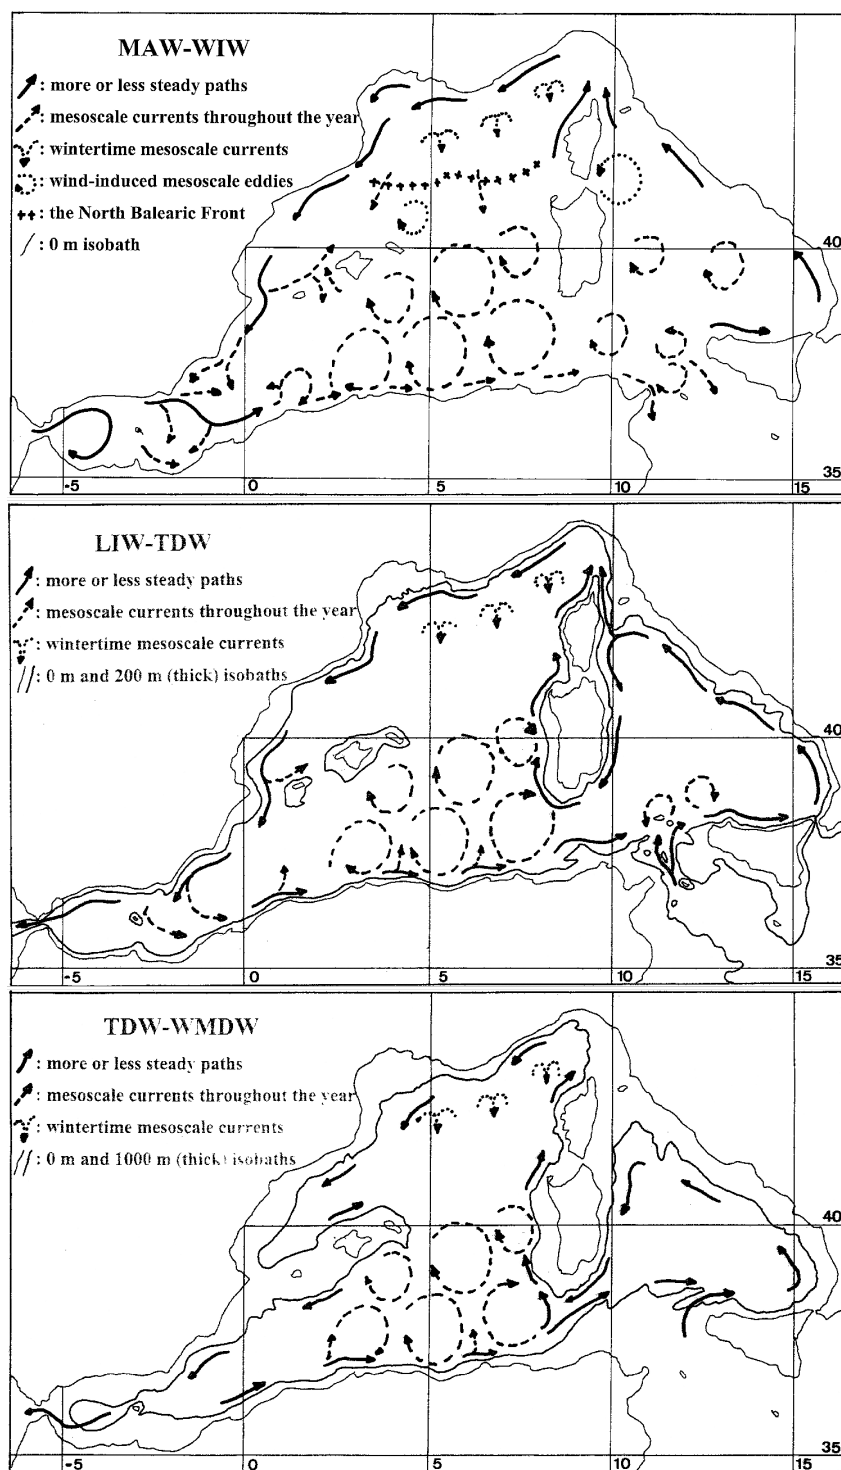 MAW-WIW
: more or less steady paths
: mesoscale currents throughout the year
: wintertime mesoscale currents
: wind-induced mesoscale eddies
: the North Balearic Front
: 0 m isobath
40
35
-5 0 5 10 15
LIW-TDW
: more or less steady paths
: mesoscale currents throughout the year
: wintertime mesoscale currents
: 0 m and 200 m (thick) isobaths
40
35
-5 0 5 10 15
TDW-WMDW
: more or less steady paths
: mesoscale currents throughout the year
: wintertime mesoscale currents
: 0 m and 1000 m (thick) isobaths
40
35
-5 0 5 10 15